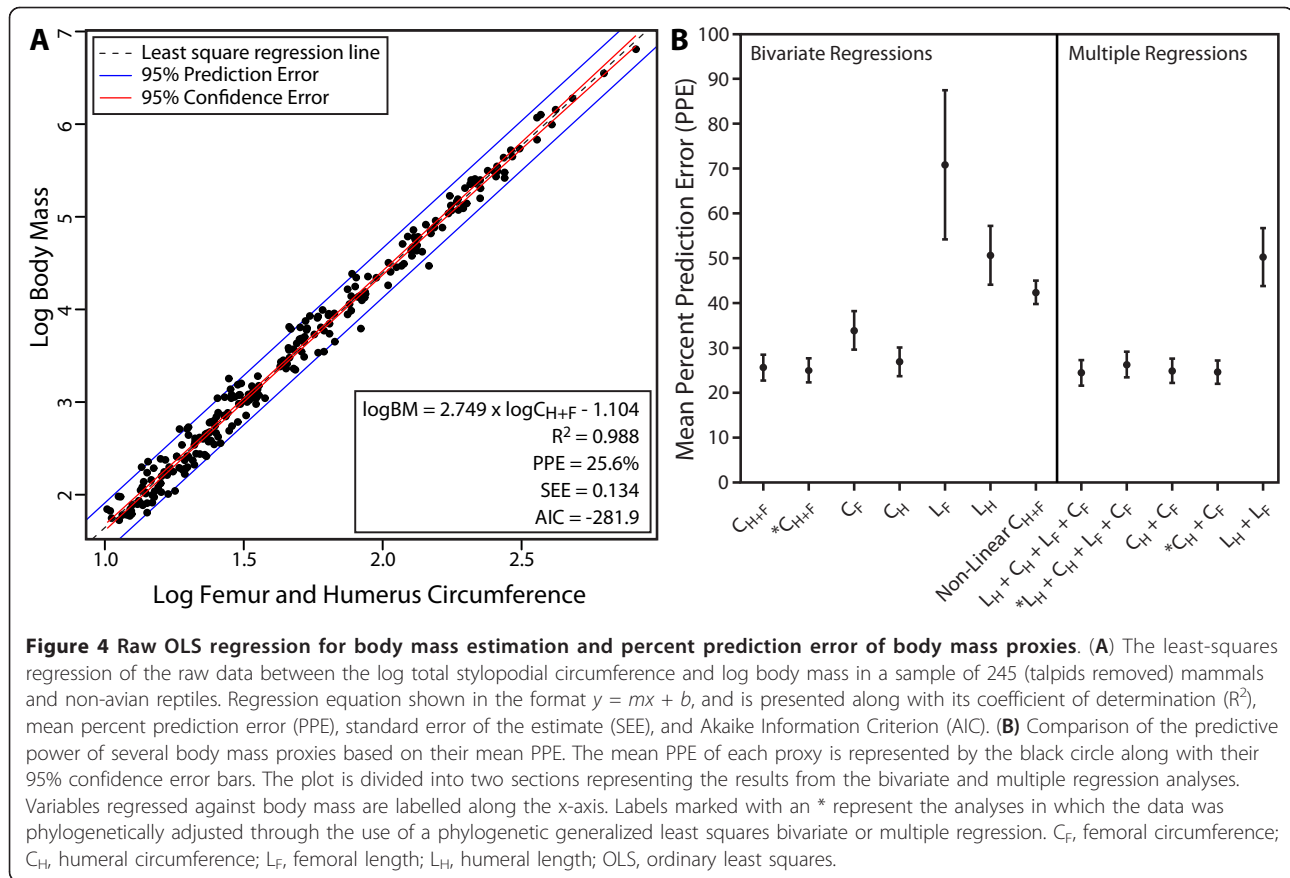 A
7
6
5
4
3
2
Log Body Mass
Least square regression line
95% Prediction Error
95% Confidence Error
logBM = 2.749 x logC_H+F - 1.104
R² = 0.988
PPE = 25.6%
SEE = 0.134
AIC = -281.9
1.0 1.5 2.0 2.5
Log Femur and Humerus Circumference
B
100
90
80
70
60
50
40
30
20
10
0
Mean Percent Prediction Error (PPE)
Bivariate Regressions
Multiple Regressions
C_H+F
*C_H+F
C_F
C_H
L_F
L_H
Non-Linear C_H+F
L_H + C_H + L_F + C_F
*L_H + C_H + L_F + C_F
C_H + C_F
*C_H + C_F
L_H + L_F
Figure 4 Raw OLS regression for body mass estimation and percent prediction error of body mass proxies. (A) The least-squares
regression of the raw data between the log total stylopodial circumference and log body mass in a sample of 245 (talpids removed) mammals
and non-avian reptiles. Regression equation shown in the format y = mx + b, and is presented along with its coefficient of determination (R²),
mean percent prediction error (PPE), standard error of the estimate (SEE), and Akaike Information Criterion (AIC). (B) Comparison of the predictive
power of several body mass proxies based on their mean PPE. The mean PPE of each proxy is represented by the black circle along with their
95% confidence error bars. The plot is divided into two sections representing the results from the bivariate and multiple regression analyses.
Variables regressed against body mass are labelled along the x-axis. Labels marked with an * represent the analyses in which the data was
phylogenetically adjusted through the use of a phylogenetic generalized least squares bivariate or multiple regression. C_F, femoral circumference;
C_H, humeral circumference; L_F, femoral length; L_H, humeral length; OLS, ordinary least squares.